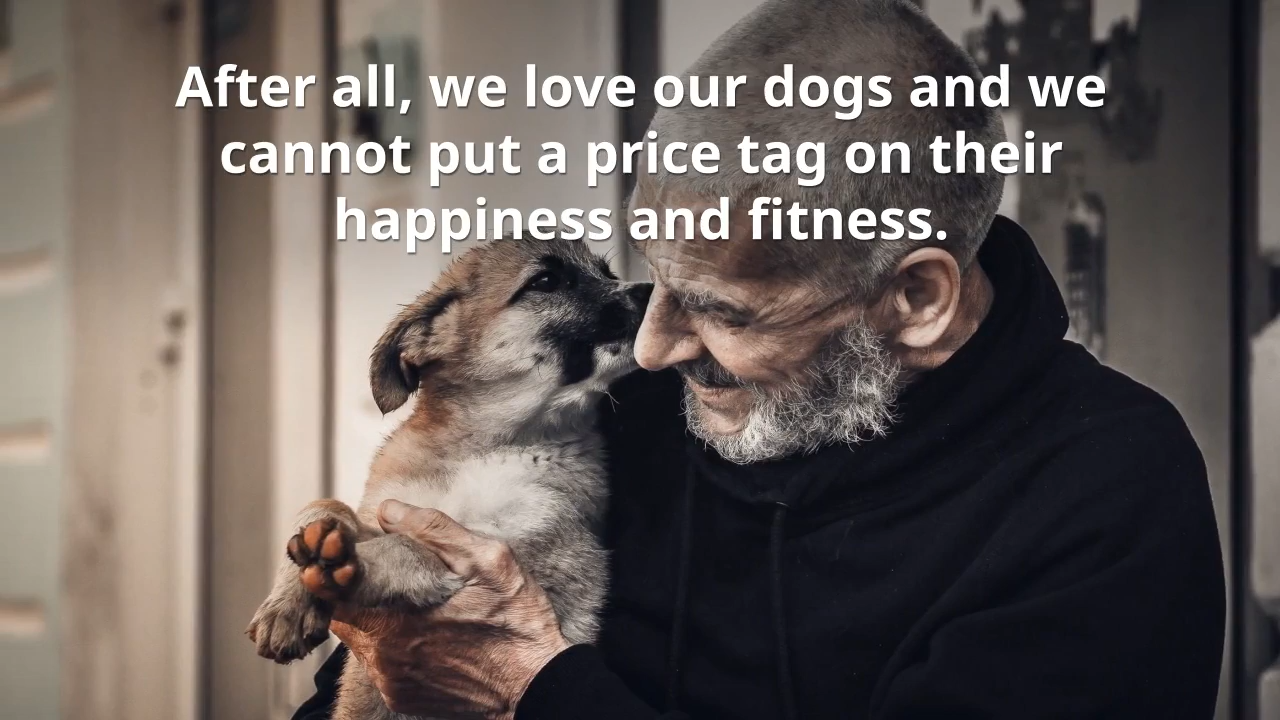 After all, we love our dogs and we
cannot put a price tag on their
happiness and fitness.